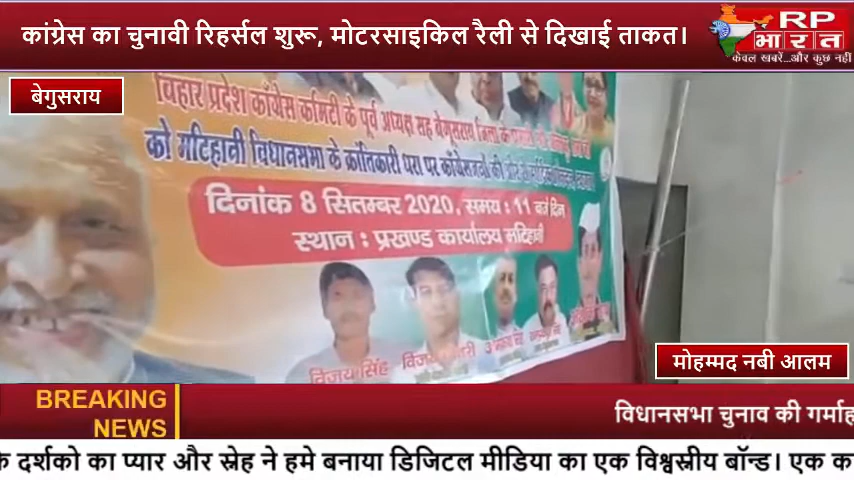 कांग्रेस का चुनावी रिहर्सल शुरू, मोटरसाइकिल रैली से दिखाई ताकत।
RP
भारत
केवल खबरें...और कुछ नहीं
बेगुसराय
बिहार प्रदेश कांग्रेस कमिटी के पूर्व अध्यक्ष सह बेगूसराय जिला के
को मटिहानी विधानसभा के क्रांतिकारी धरा पर कॉंग्रेसजनों की ओर से
दिनांक 8 सितम्बर 2020, समय : 11 बजे दिन
स्थान : प्रखण्ड कार्यालय मटिहानी
विजय सिंह
मोहम्मद नबी आलम
BREAKING
NEWS
विधानसभा चुनाव की गर्माह
के दर्शको का प्यार और स्नेह ने हमे बनाया डिजिटल मीडिया का एक विश्वस्नीय बॉन्ड। एक क